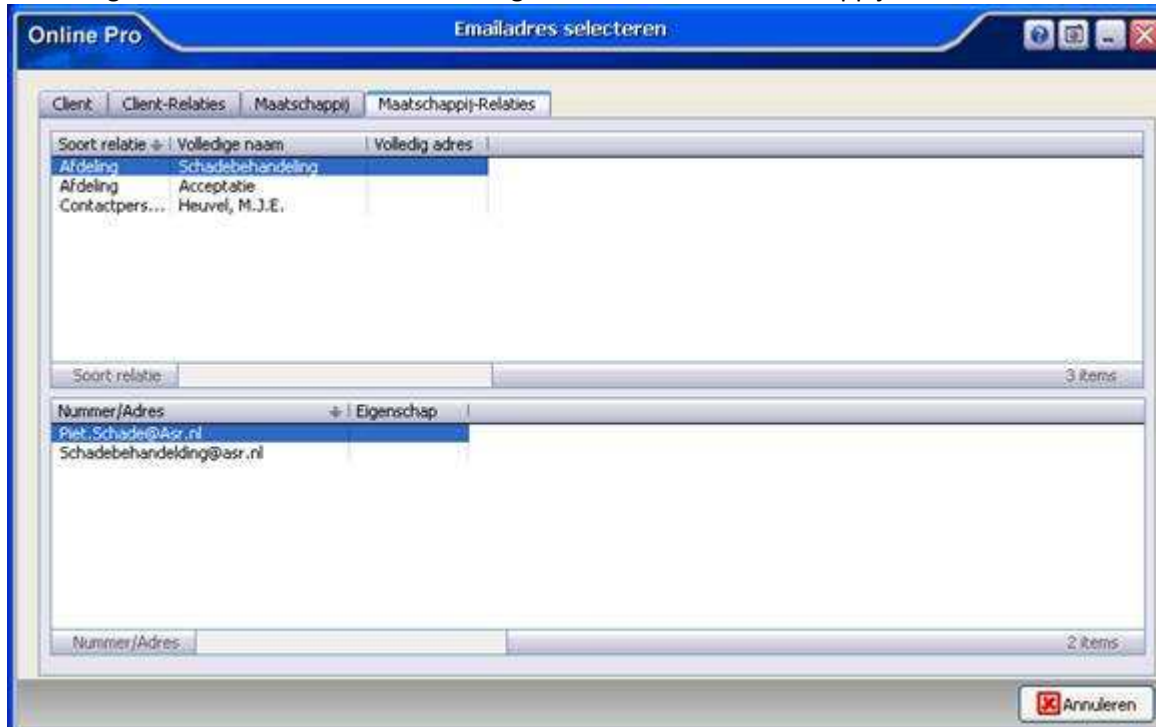 Online Pro Emailadres selecteren
Client Client-Relaties Maatschappij Maatschappij-Relaties
Soort relatie Volledige naam Volledig adres
Afdeling Schadebehandeling
Afdeling Acceptatie
Contactpers... Heuvel, M.J.E.
Soort relatie 3 items
Nummer/Adres Eigenschap
Piet.Schade@Asr.nl
Schadebehandelding@asr.nl
Nummer/Adres 2 items
Annuleren